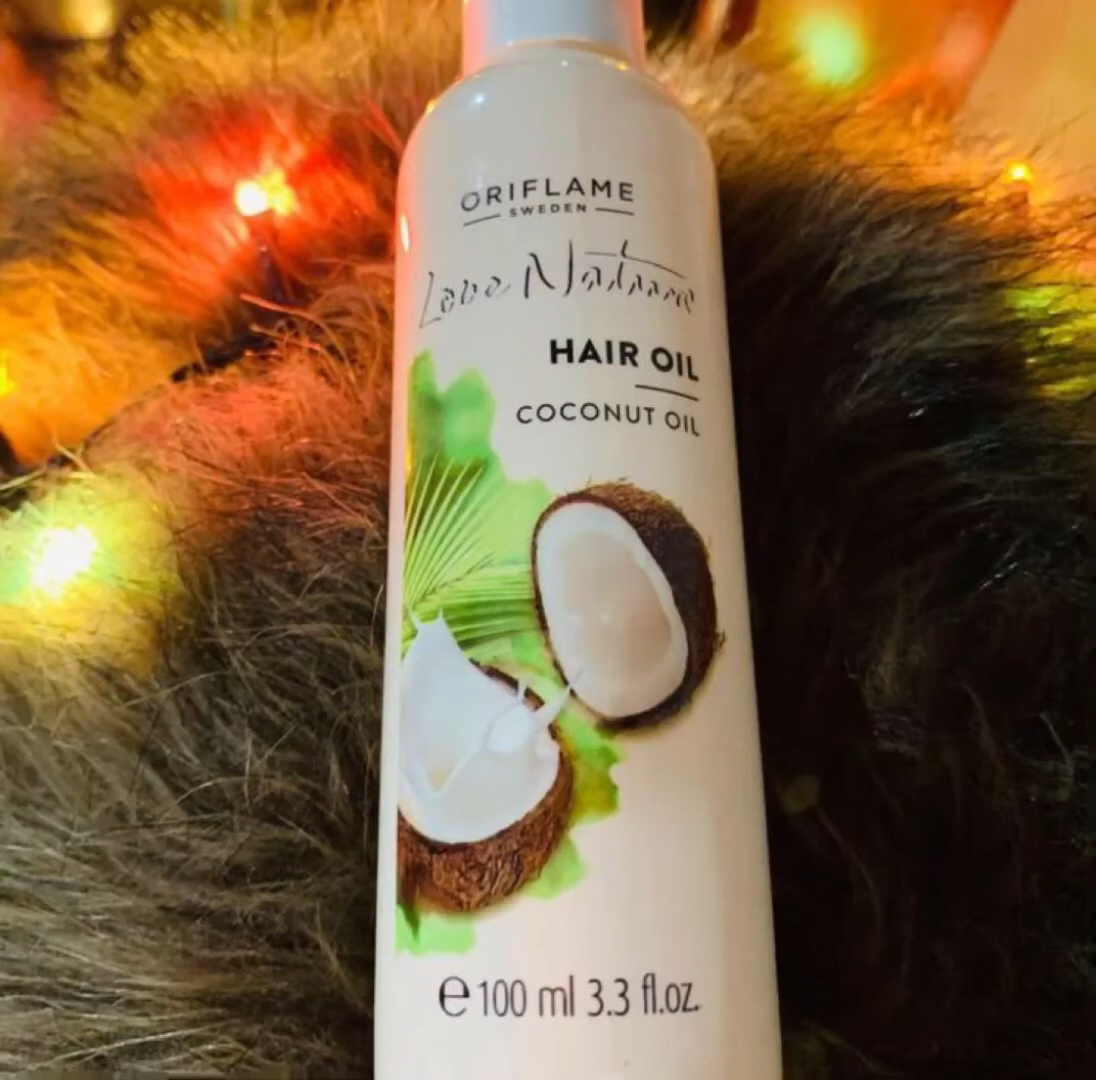 ORIFLAME
SWEDEN
Love Nature
HAIR OIL
COCONUT OIL
e 100 ml 3.3 fl.oz.